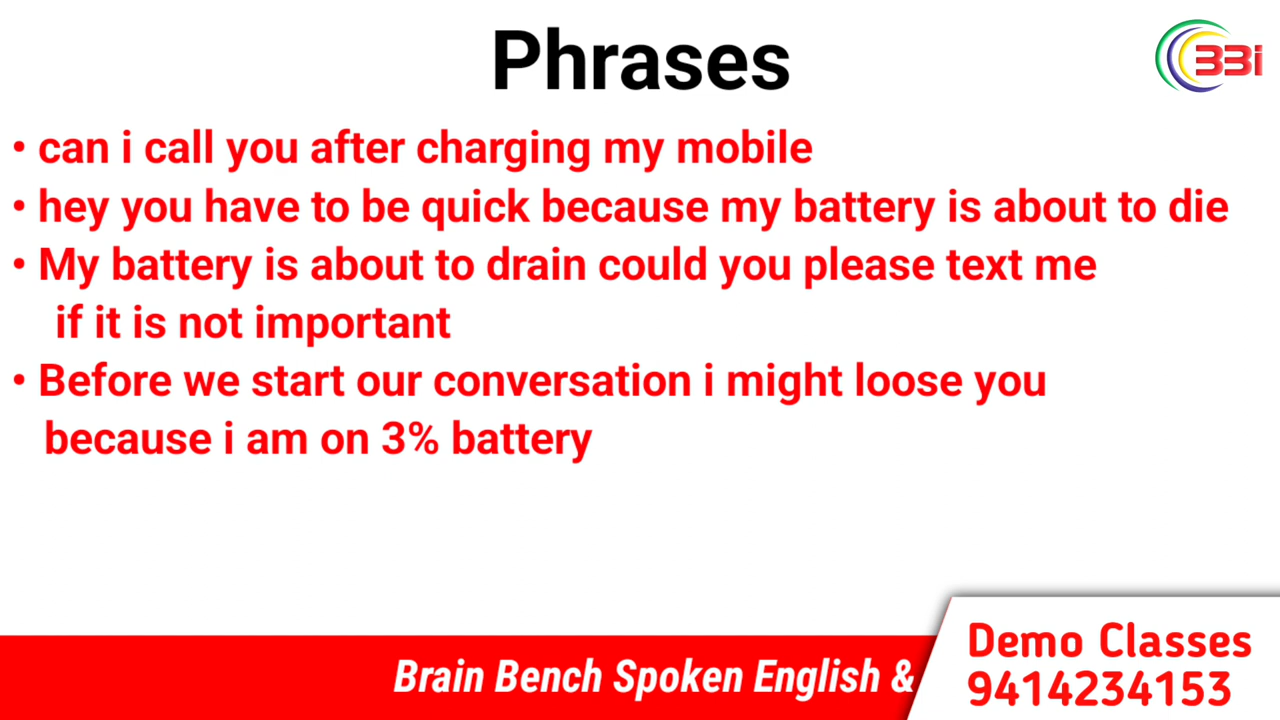 Phrases
33i
• can i call you after charging my mobile
• hey you have to be quick because my battery is about to die
• My battery is about to drain could you please text me
if it is not important
• Before we start our conversation i might loose you
because i am on 3% battery
Brain Bench Spoken English &
Demo Classes
9414234153